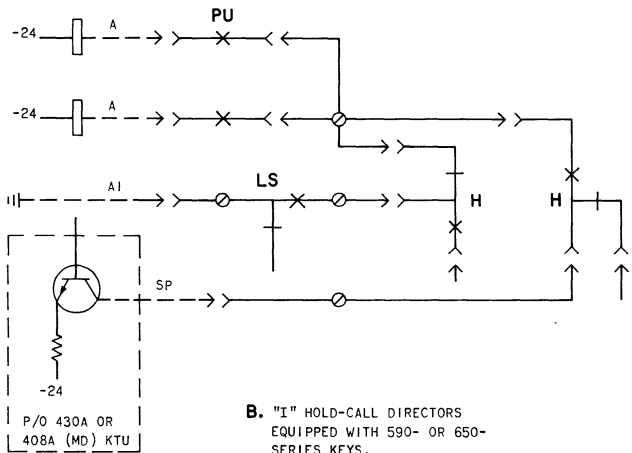 PU
-24 A
-24 A
AI LS H H
SP
-24
P/O 430A OR
408A (MD) KTU
B. "I" HOLD-CALL DIRECTORS
EQUIPPED WITH 590- OR 650-
SERIES KEYS.